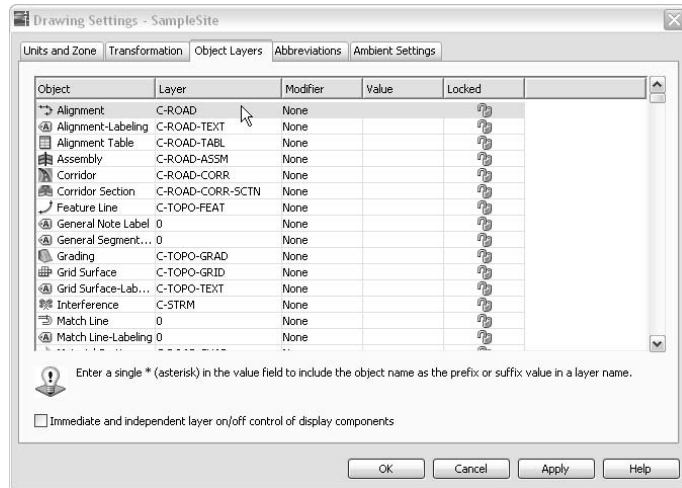 Drawing Settings - SampleSite
Units and Zone Transformation Object Layers Abbreviations Ambient Settings
Object Layer Modifier Value Locked
Alignment C-ROAD None
Alignment-Labeling C-ROAD-TEXT None
Alignment Table C-ROAD-TABL None
Assembly C-ROAD-ASSM None
Corridor C-ROAD-CORR None
Corridor Section C-ROAD-CORR-SCTN None
Feature Line C-TOPO-FEAT None
General Note Label 0 None
General Segment... 0 None
Grading C-TOPO-GRAD None
Grid Surface C-TOPO-GRID None
Grid Surface-Lab... C-TOPO-TEXT None
Interference C-STRM None
Match Line 0 None
Match Line-Labeling 0 None
Enter a single * (asterisk) in the value field to include the object name as the prefix or suffix value in a layer name.
Immediate and independent layer on/off control of display components
OK Cancel Apply Help